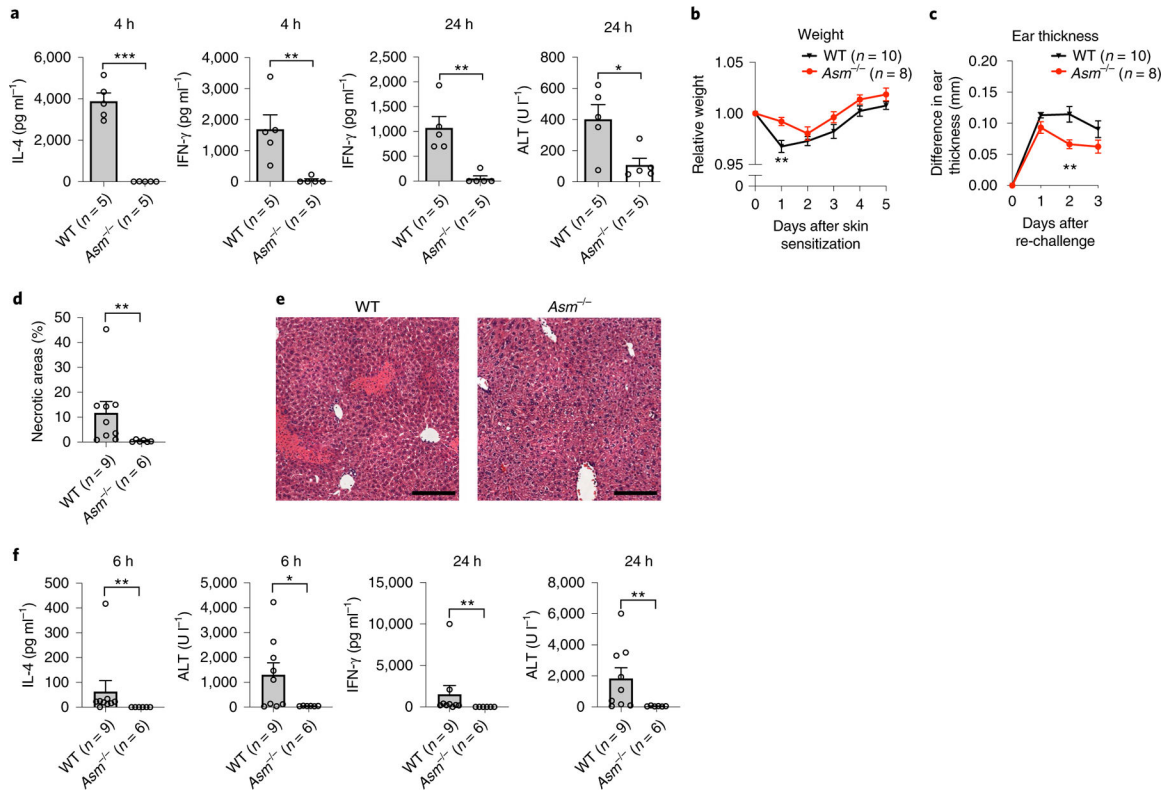 a
4 h
IL-4 (pg ml⁻¹)
6,000
4,000
2,000
0
***
WT (n = 5)
Asm⁻/⁻ (n = 5)
4 h
IFN-γ (pg ml⁻¹)
4,000
3,000
2,000
1,000
0
**
WT (n = 5)
Asm⁻/⁻ (n = 5)
24 h
IFN-γ (pg ml⁻¹)
2,500
2,000
1,500
1,000
500
0
**
WT (n = 5)
Asm⁻/⁻ (n = 5)
24 h
ALT (U l⁻¹)
800
600
400
200
0
*
WT (n = 5)
Asm⁻/⁻ (n = 5)
b
Weight
WT (n = 10)
Asm⁻/⁻ (n = 8)
Relative weight
1.05
1.00
0.95
0
**
0 1 2 3 4 5
Days after skin
sensitization
c
Ear thickness
WT (n = 10)
Asm⁻/⁻ (n = 8)
Difference in ear
thickness (mm)
0.20
0.15
0.10
0.05
0.00
**
0 1 2 3
Days after
re-challenge
d
Necrotic areas (%)
50
40
30
20
10
0
**
WT (n = 9)
Asm⁻/⁻ (n = 6)
e
WT
Asm⁻/⁻
f
6 h
IL-4 (pg ml⁻¹)
500
400
300
200
100
0
**
WT (n = 9)
Asm⁻/⁻ (n = 6)
6 h
ALT (U l⁻¹)
5,000
4,000
3,000
2,000
1,000
0
*
WT (n = 9)
Asm⁻/⁻ (n = 6)
24 h
IFN-γ (pg ml⁻¹)
15,000
10,000
5,000
0
**
WT (n = 9)
Asm⁻/⁻ (n = 6)
24 h
ALT (U l⁻¹)
8,000
6,000
4,000
2,000
0
**
WT (n = 9)
Asm⁻/⁻ (n = 6)